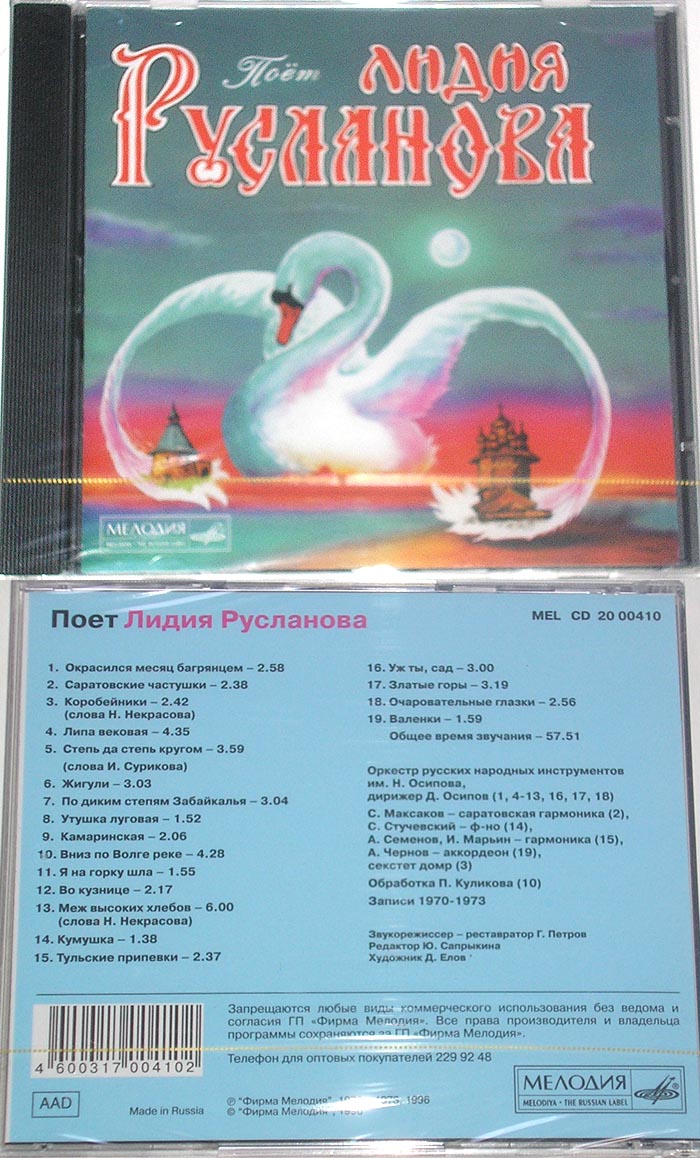 Поёт ЛИДИЯ
РУСЛАНОВА
МЕЛОДИЯ
MELODIYA · THE RUSSIAN LABEL
Поет Лидия Русланова
MEL CD 20 00410
1. Окрасился месяц багрянцем – 2.58
2. Саратовские частушки – 2.38
3. Коробейники – 2.42
(слова Н. Некрасова)
4. Липа вековая – 4.35
5. Степь да степь кругом – 3.59
(слова И. Сурикова)
6. Жигули – 3.03
7. По диким степям Забайкалья – 3.04
8. Утушка луговая – 1.52
9. Камаринская – 2.06
10. Вниз по Волге реке – 4.28
11. Я на горку шла – 1.55
12. Во кузнице – 2.17
13. Меж высоких хлебов – 6.00
(слова Н. Некрасова)
14. Кумушка – 1.38
15. Тульские припевки – 2.37
16. Уж ты, сад – 3.00
17. Златые горы – 3.19
18. Очаровательные глазки – 2.56
19. Валенки – 1.59
Общее время звучания – 57.51
Оркестр русских народных инструментов
им. Н. Осипова,
дирижер Д. Осипов (1, 4-13, 16, 17, 18)
С. Максаков – саратовская гармоника (2),
С. Стучевский – ф-но (14),
А. Семенов, И. Марьин – гармоника (15),
А. Чернов – аккордеон (19),
секстет домр (3)
Обработка П. Куликова (10)
Записи 1970-1973
Звукорежиссер – реставратор Г. Петров
Редактор Ю. Сапрыкина
Художник Д. Елов
Запрещаются любые виды коммерческого использования без ведома и
согласия ГП «Фирма Мелодия». Все права производителя и владельца
программы сохраняются за ГП «Фирма Мелодия».
Телефон для оптовых покупателей 229 92 48
4 600317 004102
AAD
Made in Russia
℗ "Фирма Мелодия", 1996
© "Фирма Мелодия",
МЕЛОДИЯ
MELODIYA · THE RUSSIAN LABEL